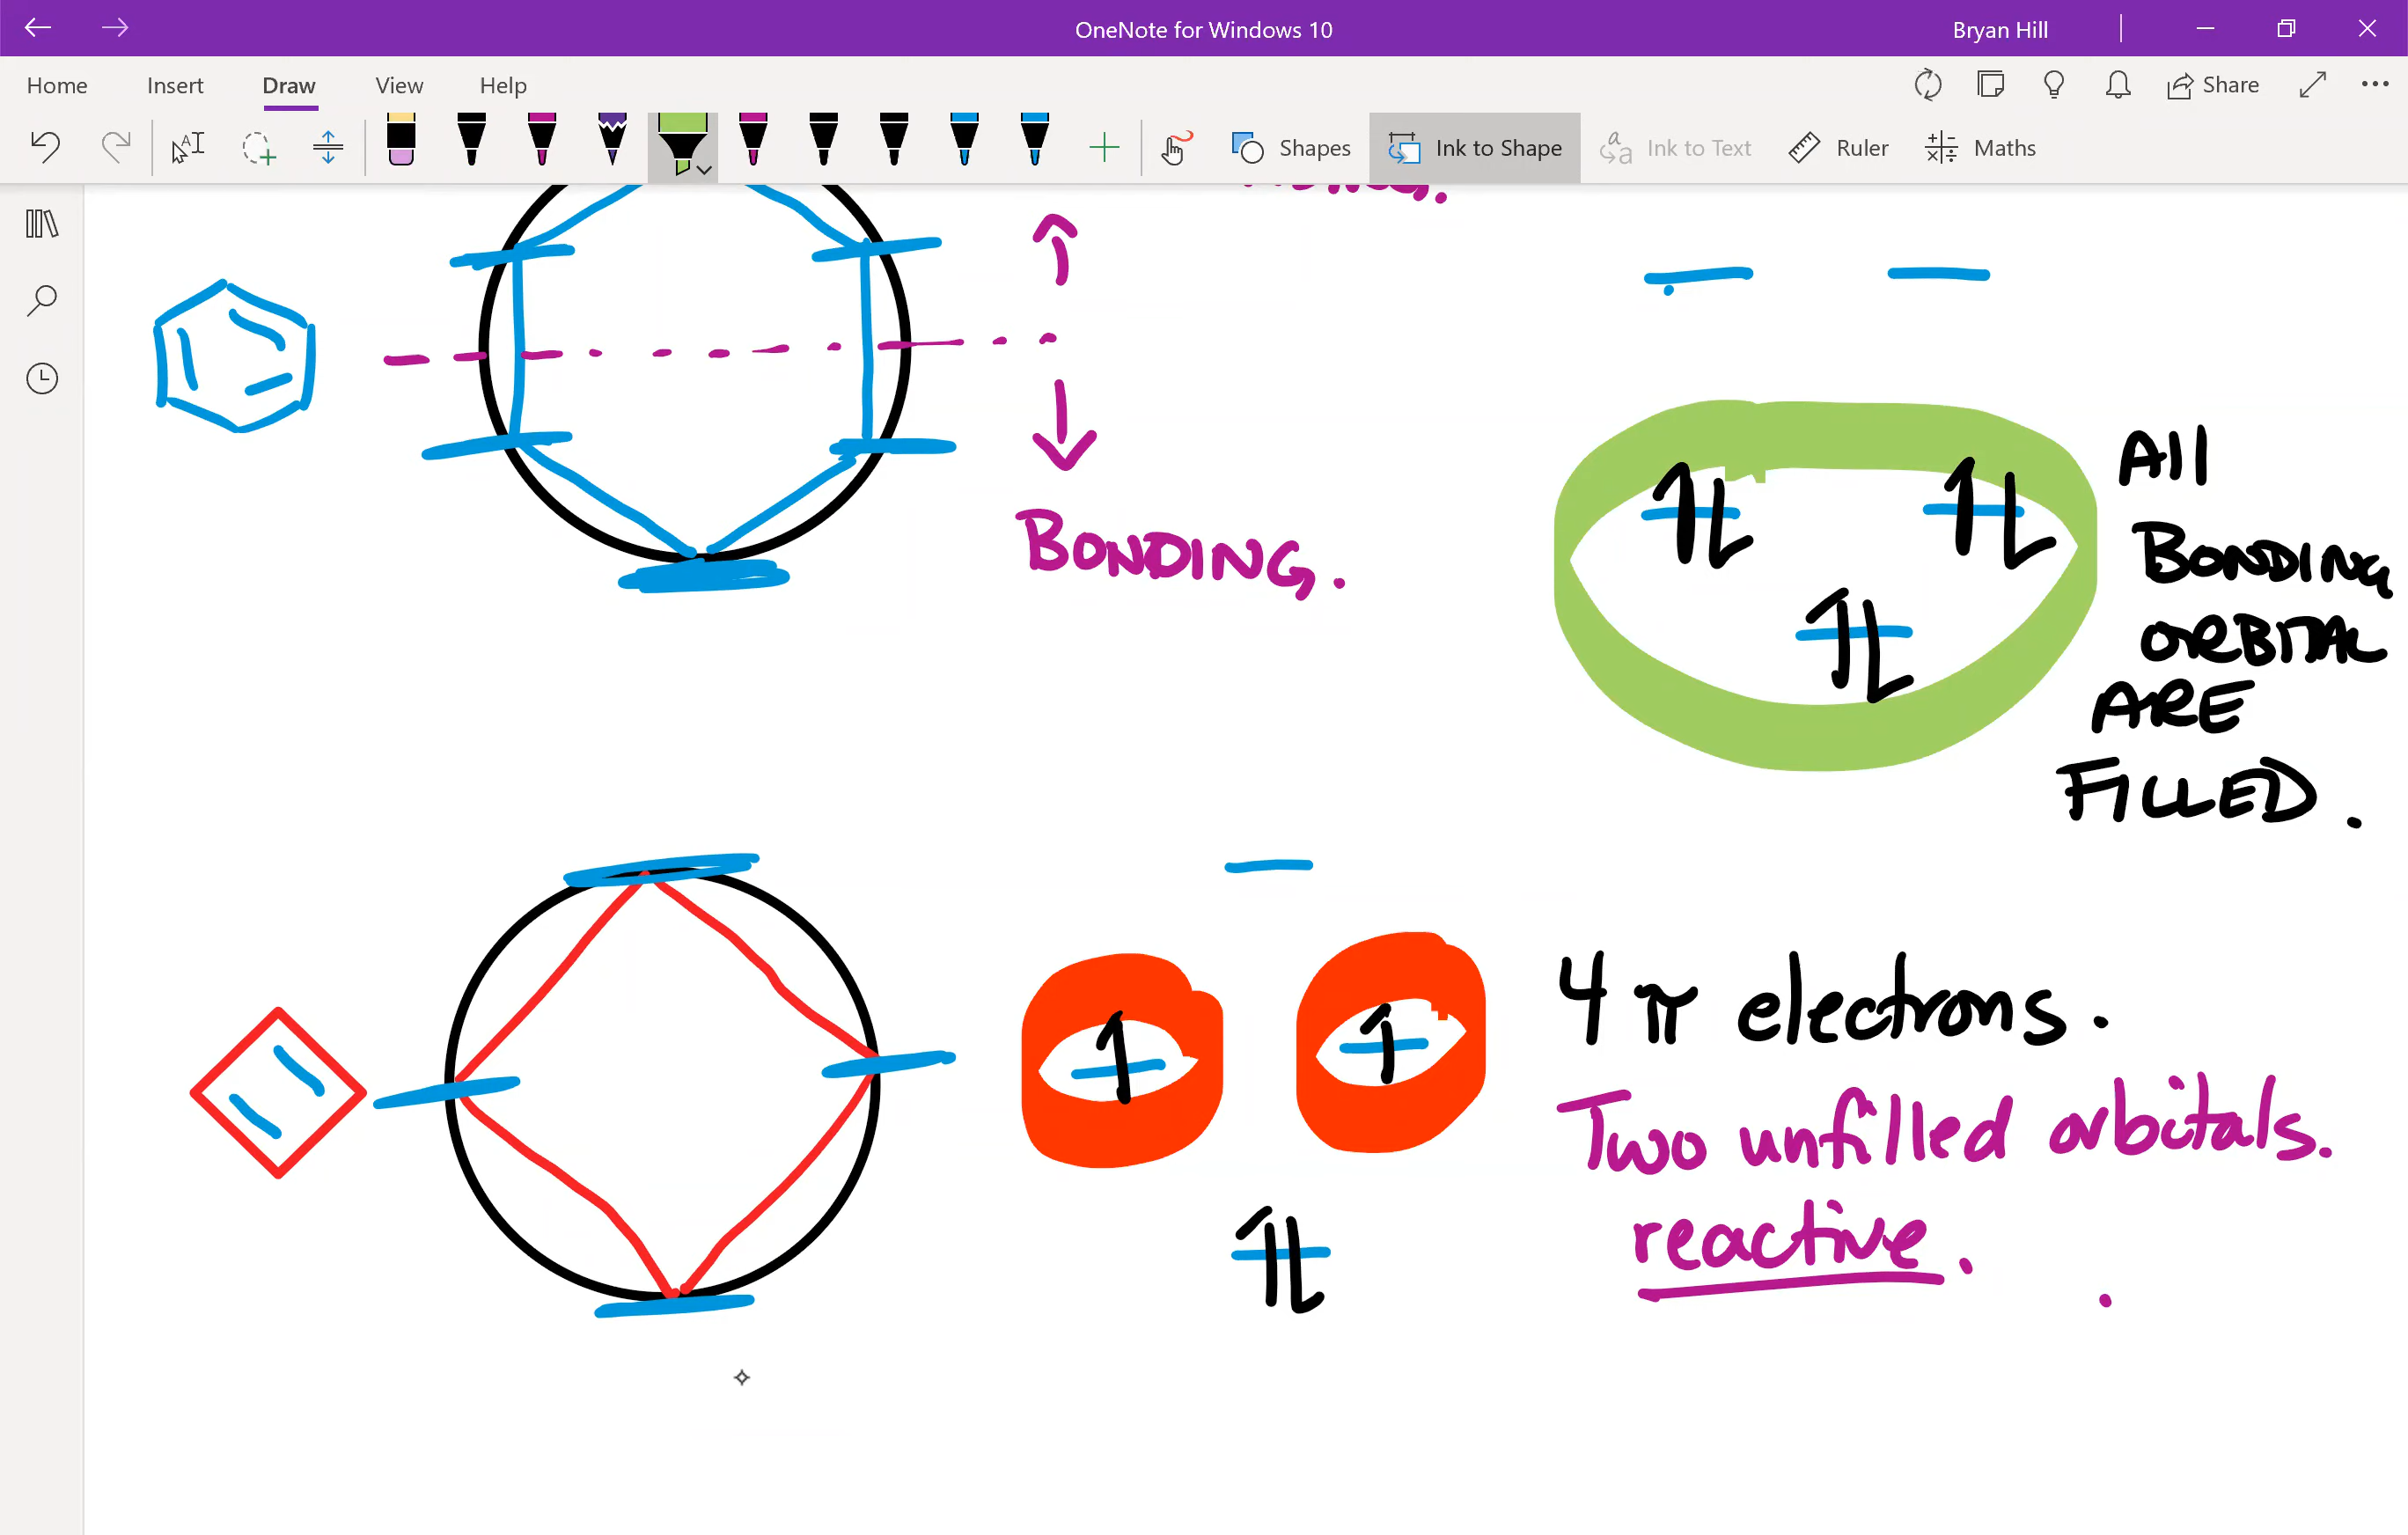 OneNote for Windows 10
Bryan Hill
Home Insert Draw View Help
Share
Shapes
Ink to Shape
Ink to Text
Ruler
Maths
BONDING.
All
BONDING
ORBITAL
ARE
FILLED.
4 π electrons.
Two unfilled orbitals.
reactive.